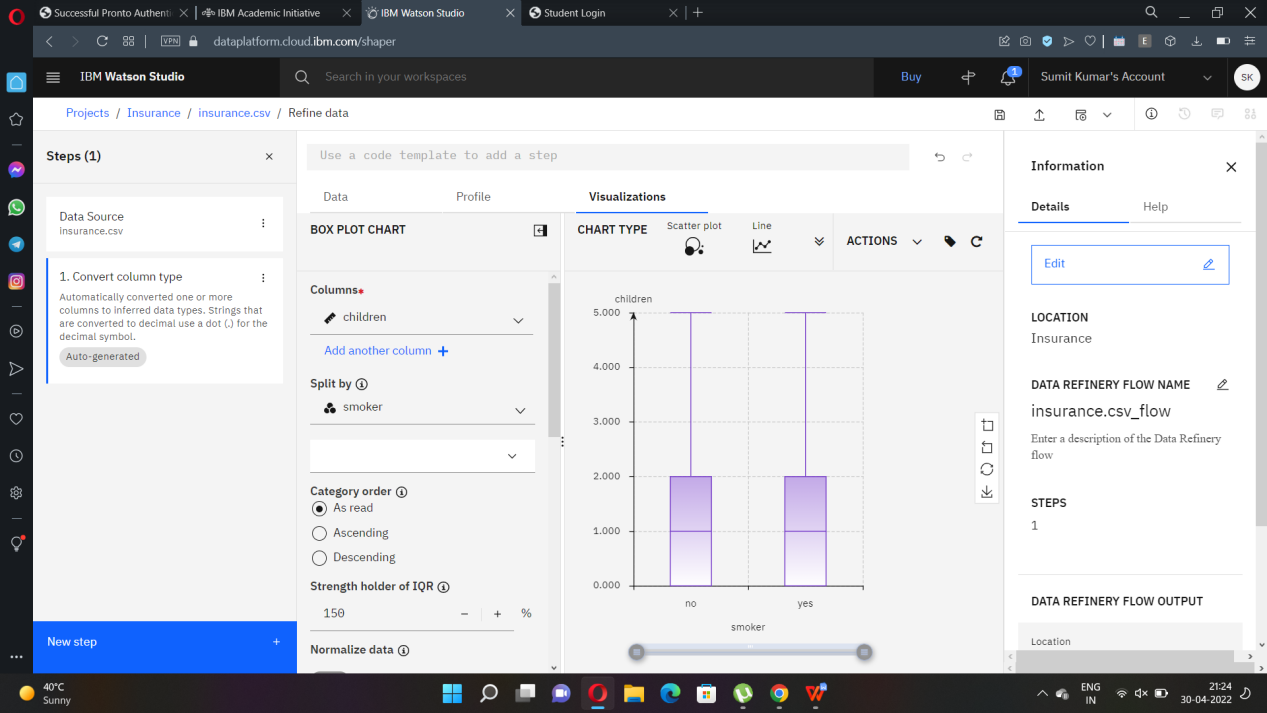 Successful Pronto Authenti
IBM Academic Initiative
IBM Watson Studio
Student Login
VPN
dataplatform.cloud.ibm.com/shaper
E
IBM Watson Studio
Search in your workspaces
Buy
1
Sumit Kumar's Account
SK
Projects / Insurance / insurance.csv / Refine data
Steps (1)
Data Source
insurance.csv
1. Convert column type
Automatically converted one or more
columns to inferred data types. Strings that
are converted to decimal use a dot (.) for the
decimal symbol.
Auto-generated
New step +
Use a code template to add a step
Data
Profile
Visualizations
BOX PLOT CHART
Columns*
children
Add another column
Split by
smoker
Category order
As read
Ascending
Descending
Strength holder of IQR
150 − + %
Normalize data
CHART TYPE
Scatter plot
Line
ACTIONS
children
5.000
4.000
3.000
2.000
1.000
0.000
no yes
smoker
Information
Details
Help
Edit
LOCATION
Insurance
DATA REFINERY FLOW NAME
insurance.csv_flow
Enter a description of the Data Refinery
flow
STEPS
1
DATA REFINERY FLOW OUTPUT
Location
40°C
Sunny
ENG
IN
21:24
30-04-2022